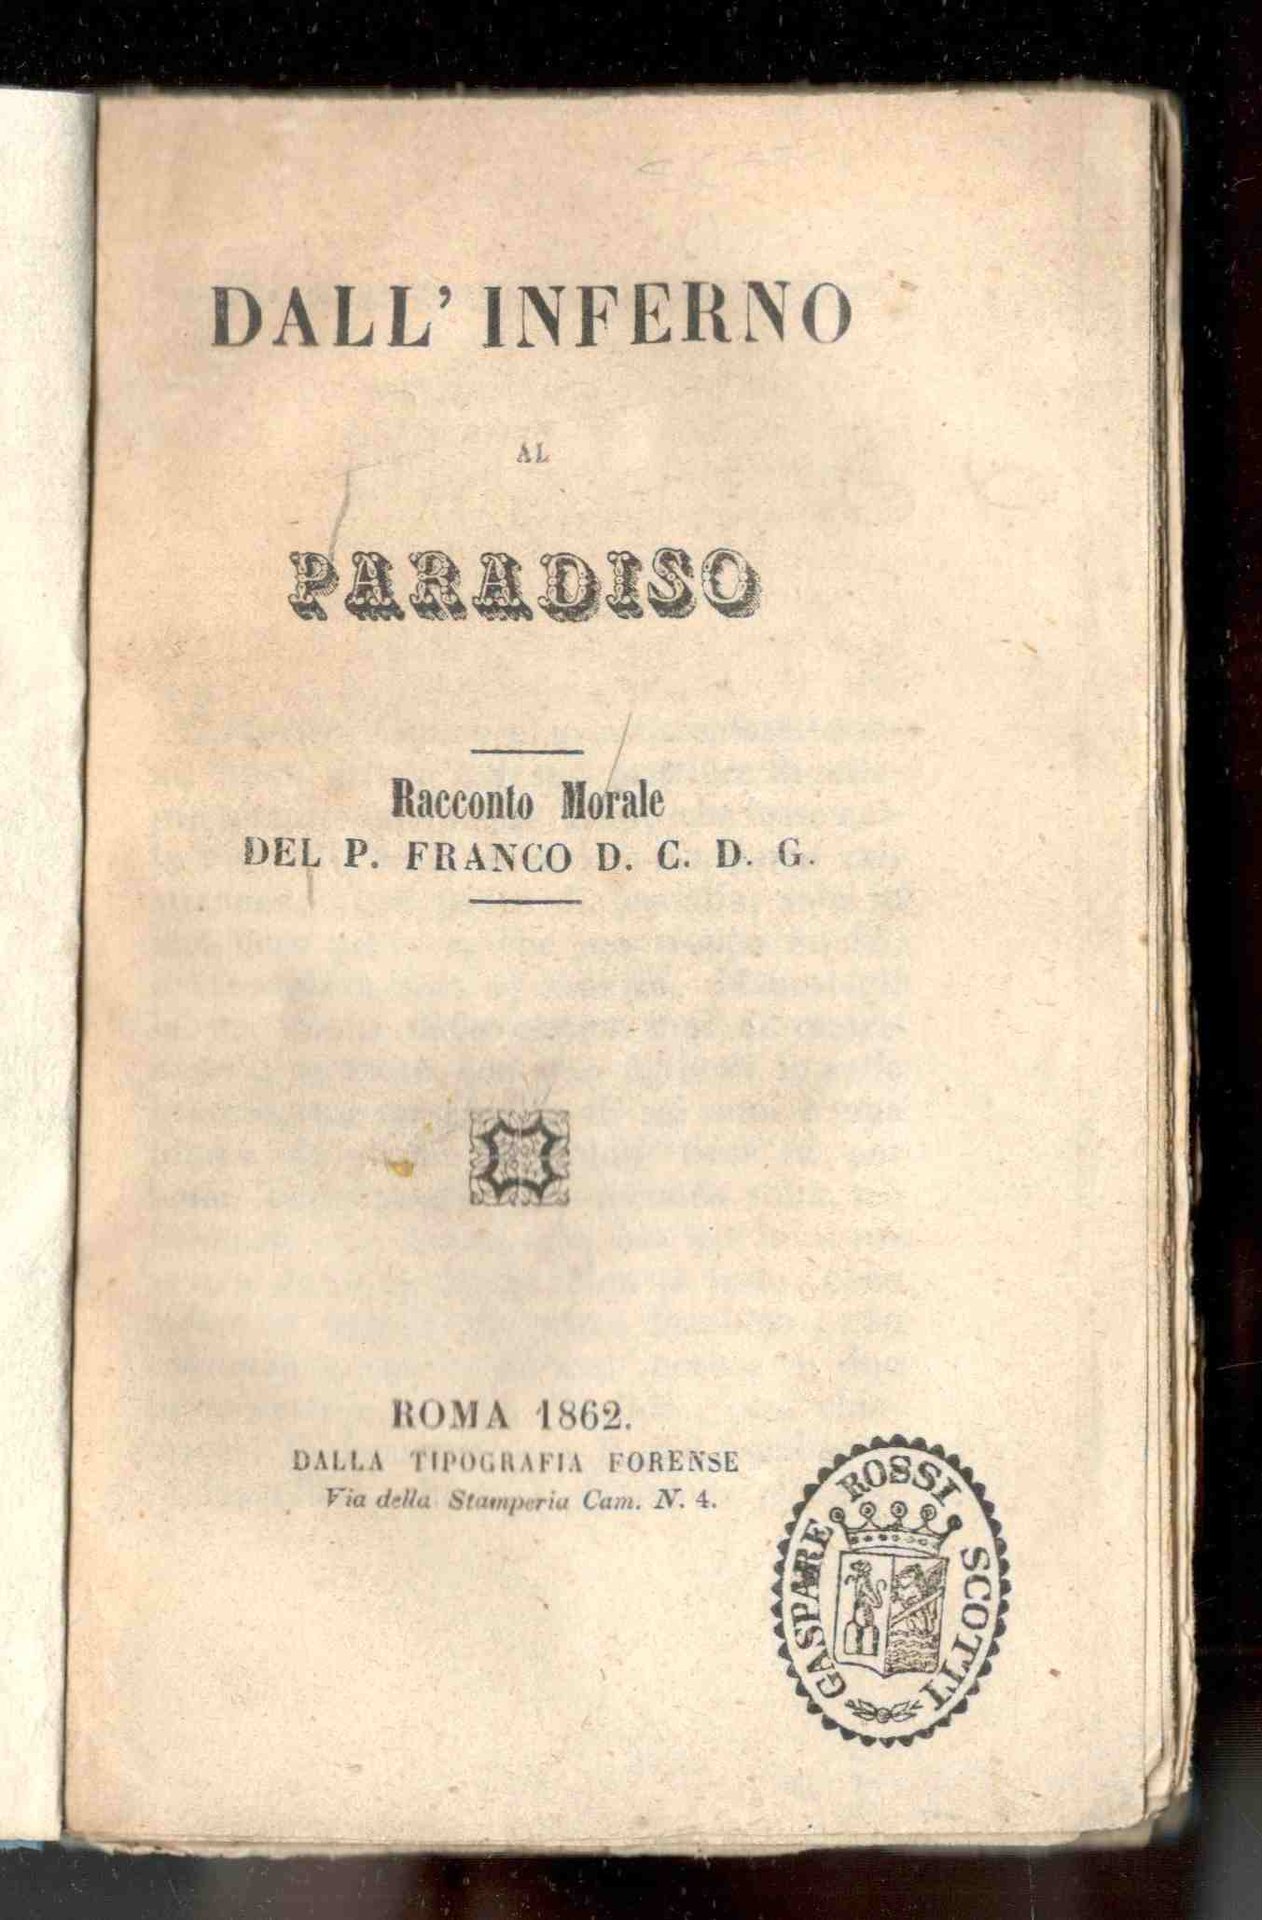 DALL' INFERNO
AL
PARADISO
Racconto Morale
DEL P. FRANCO D. C. D. G.
ROMA 1862.
DALLA TIPOGRAFIA FORENSE
Via della Stamperia Cam. N. 4.
GASPARE ROSSI SCOTTI